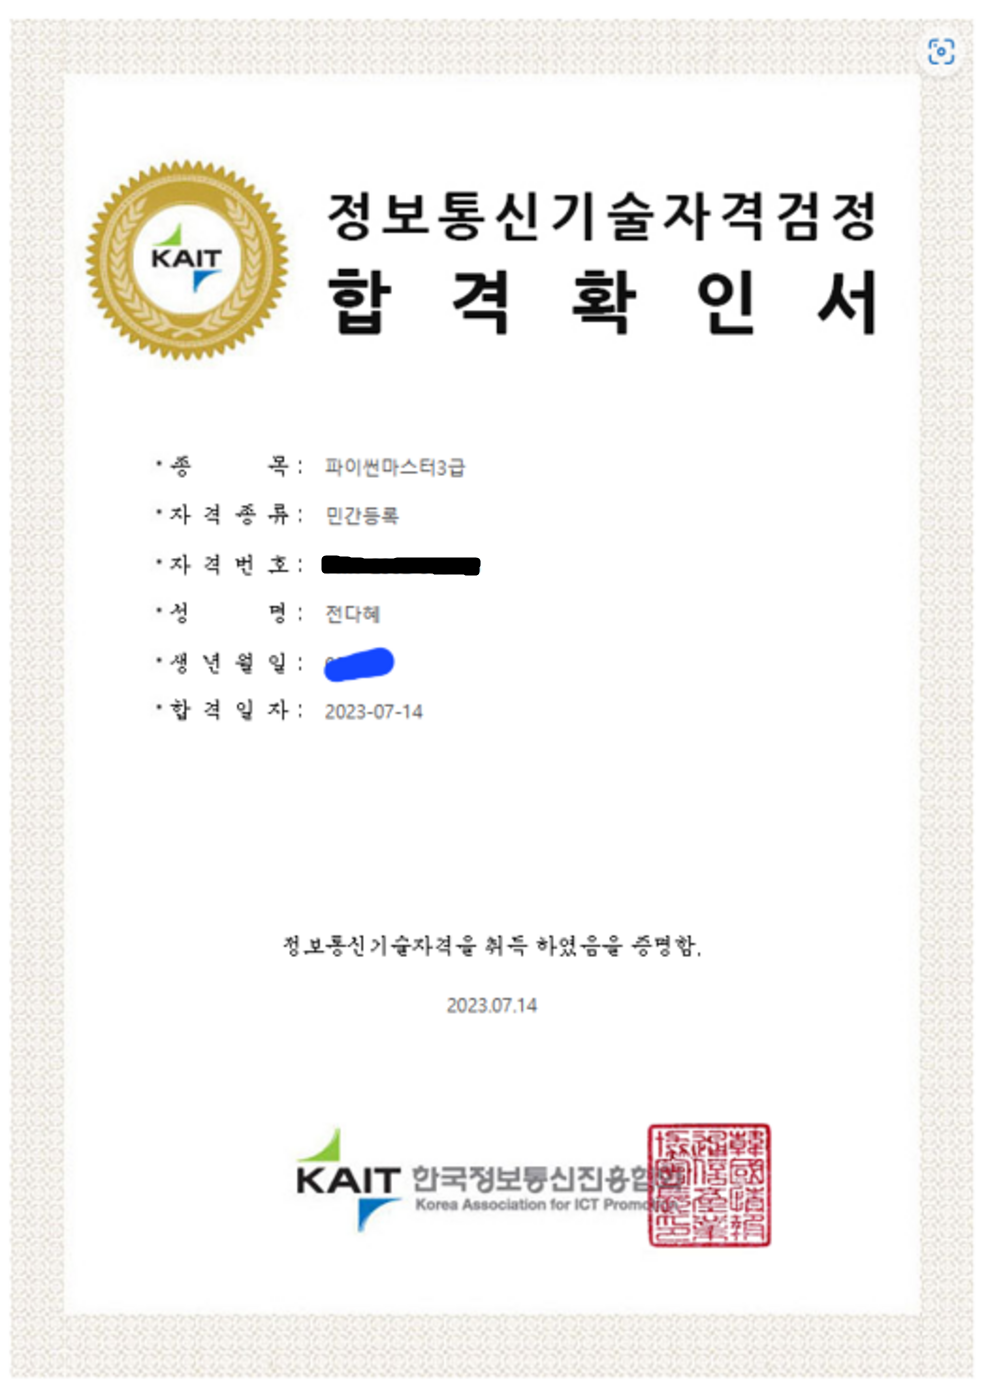 KAIT
정보통신기술자격검정
합격확인서
· 종 목 : 파이썬마스터3급
· 자격종류 : 민간등록
· 자격번호 :
· 성 명 : 전다혜
· 생년월일 :
· 합격일자 : 2023-07-14
정보통신기술자격을 취득 하였음을 증명함.
2023.07.14
KAIT 한국정보통신진흥협회
Korea Association for ICT